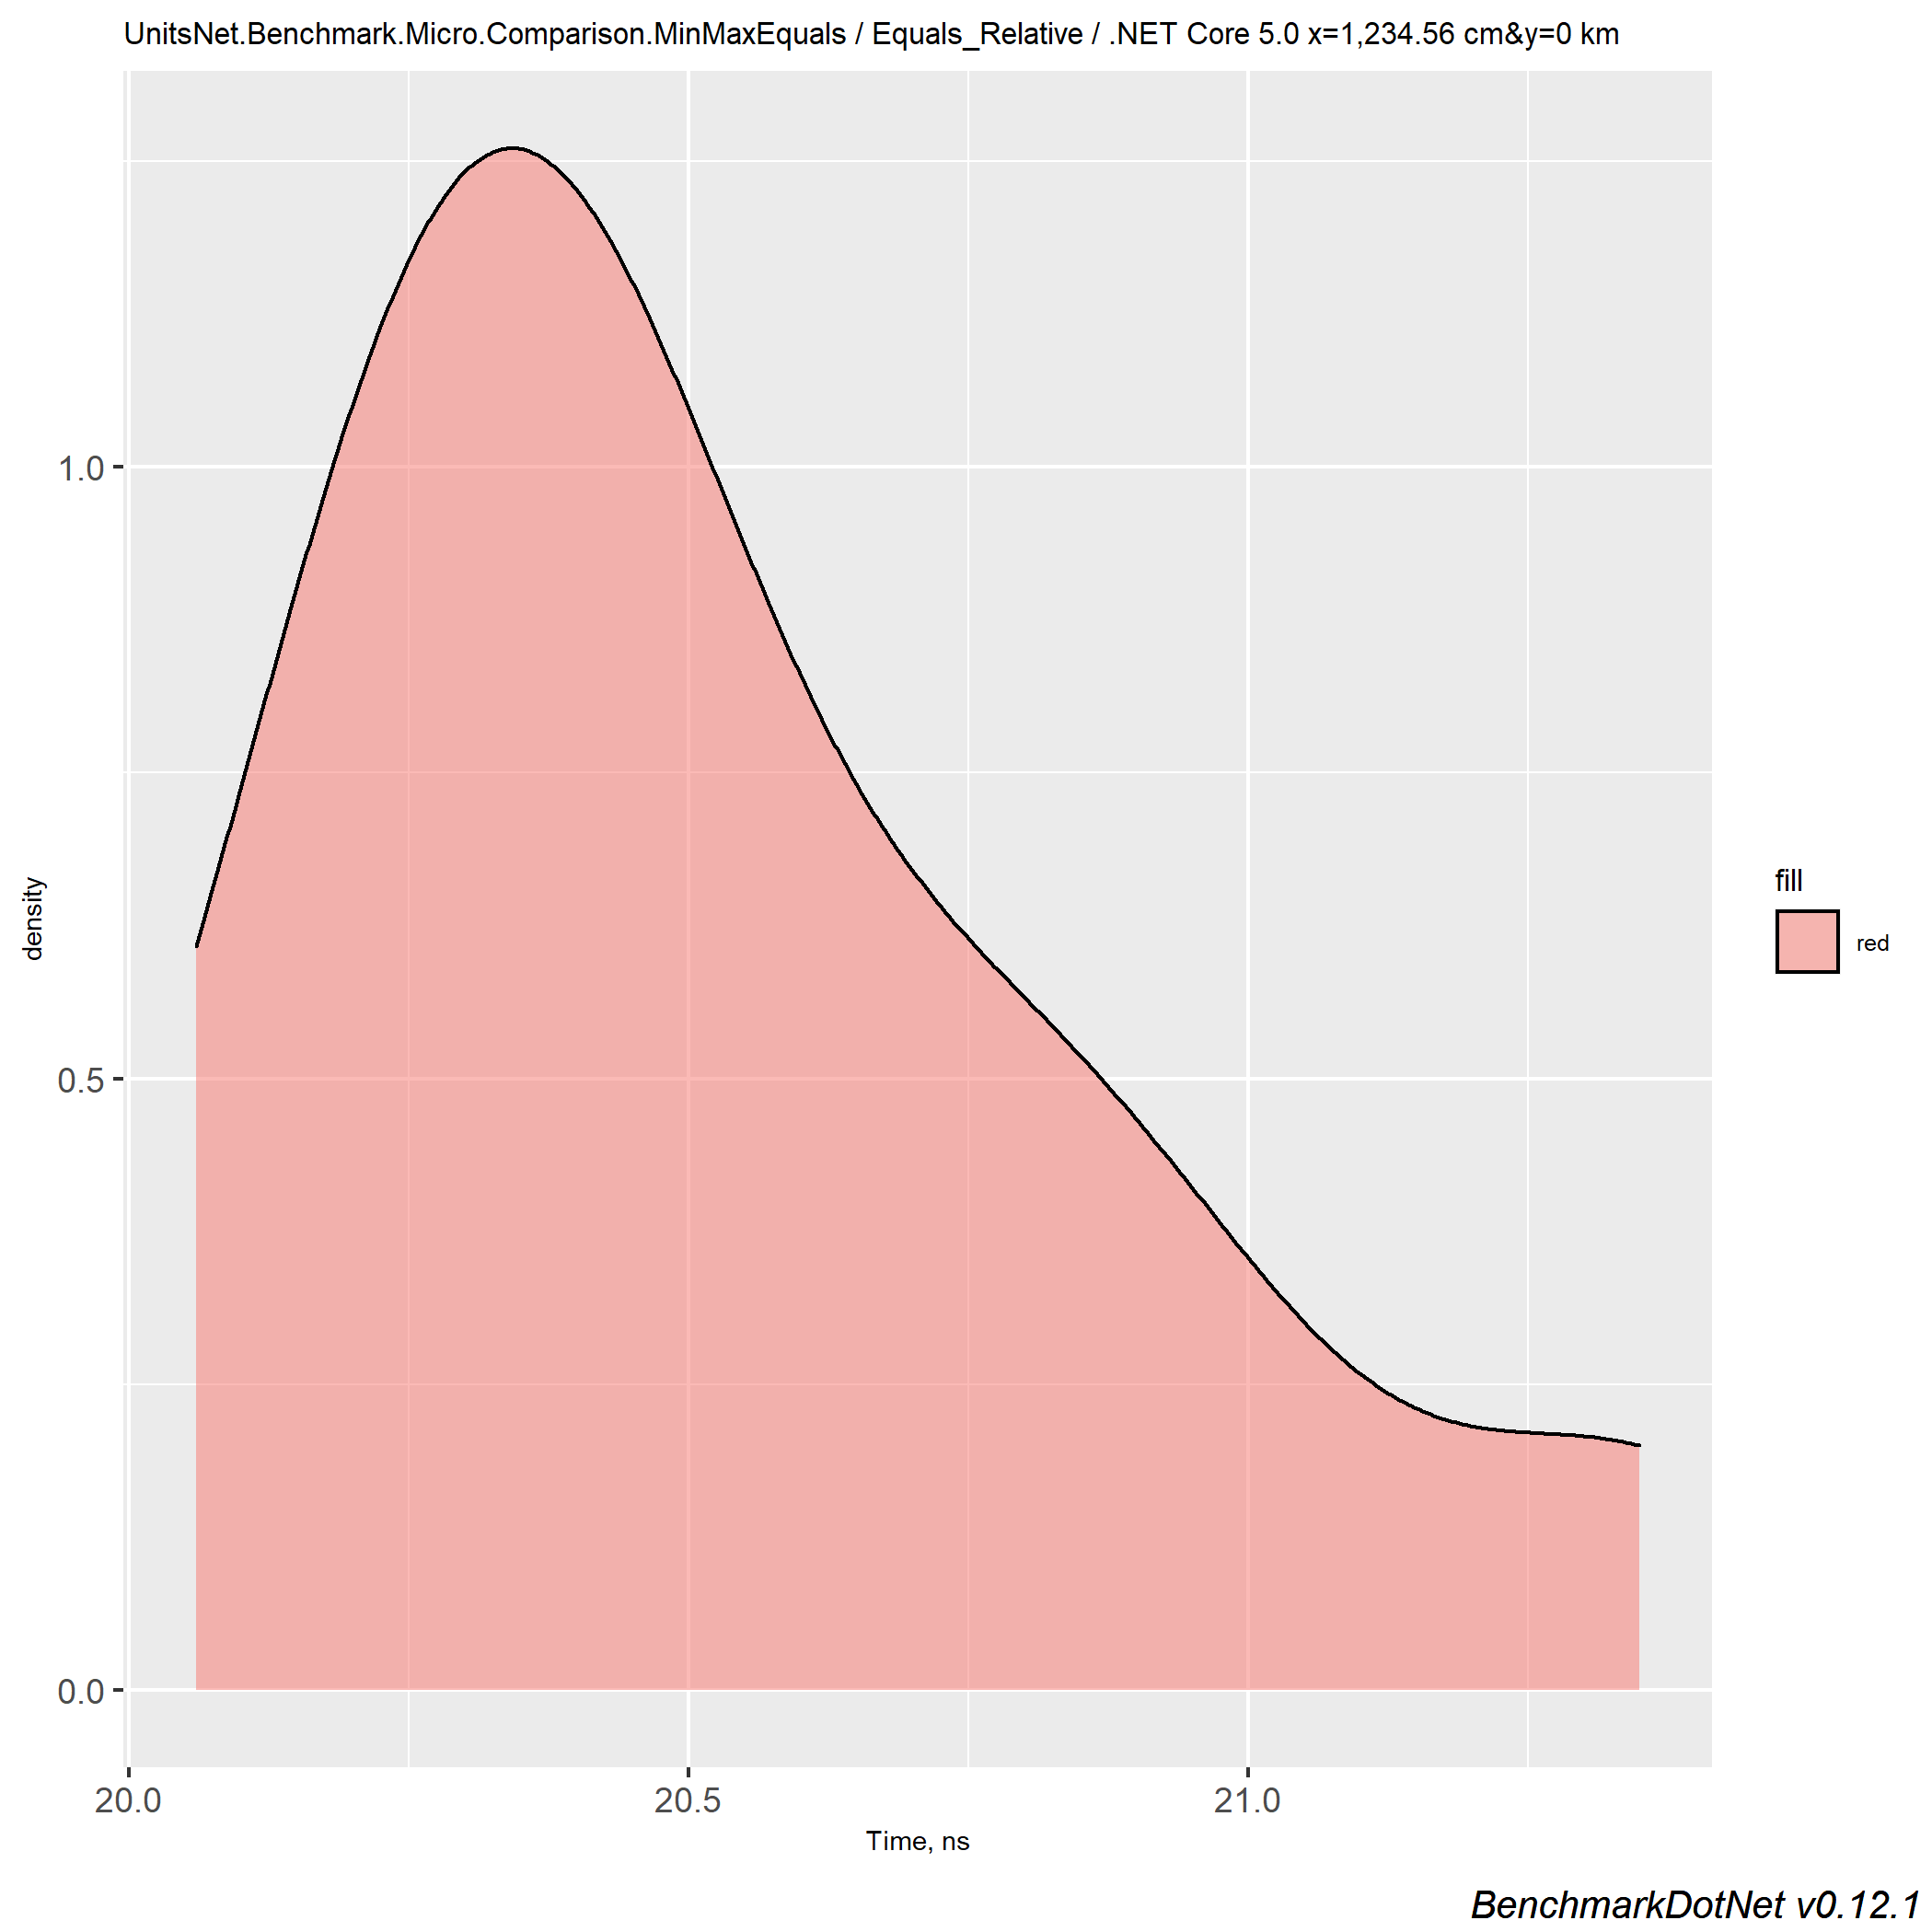 UnitsNet.Benchmark.Micro.Comparison.MinMaxEquals / Equals_Relative / .NET Core 5.0 x=1,234.56 cm&y=0 km
1.0
0.5
0.0
density
20.0 20.5 21.0
Time, ns
fill
red
BenchmarkDotNet v0.12.1